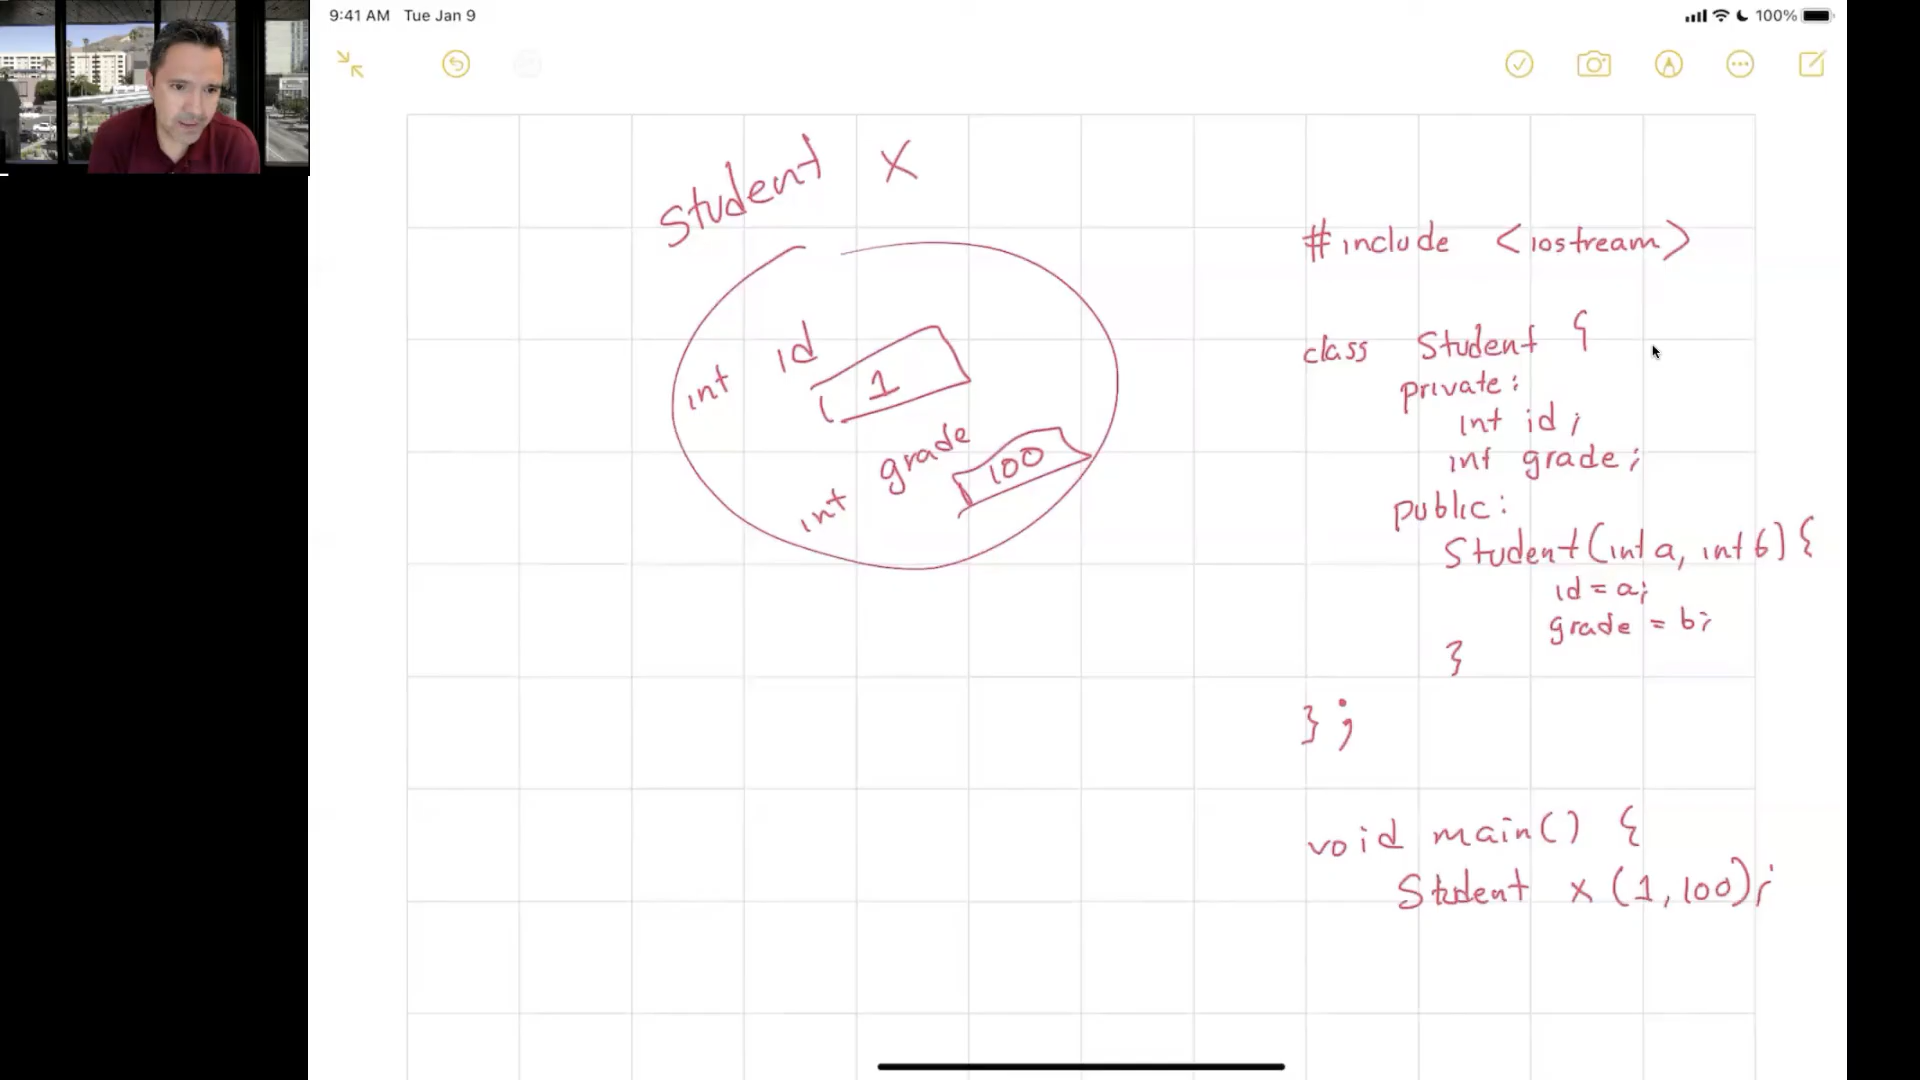 9:41 AM Tue Jan 9
100%
Student X
int id
1
int grade
100
#include <iostream>
class Student {
private:
int id;
int grade;
public:
Student(int a, int b) {
id = a;
grade = b;
}
};
void main() {
Student x (1, 100);